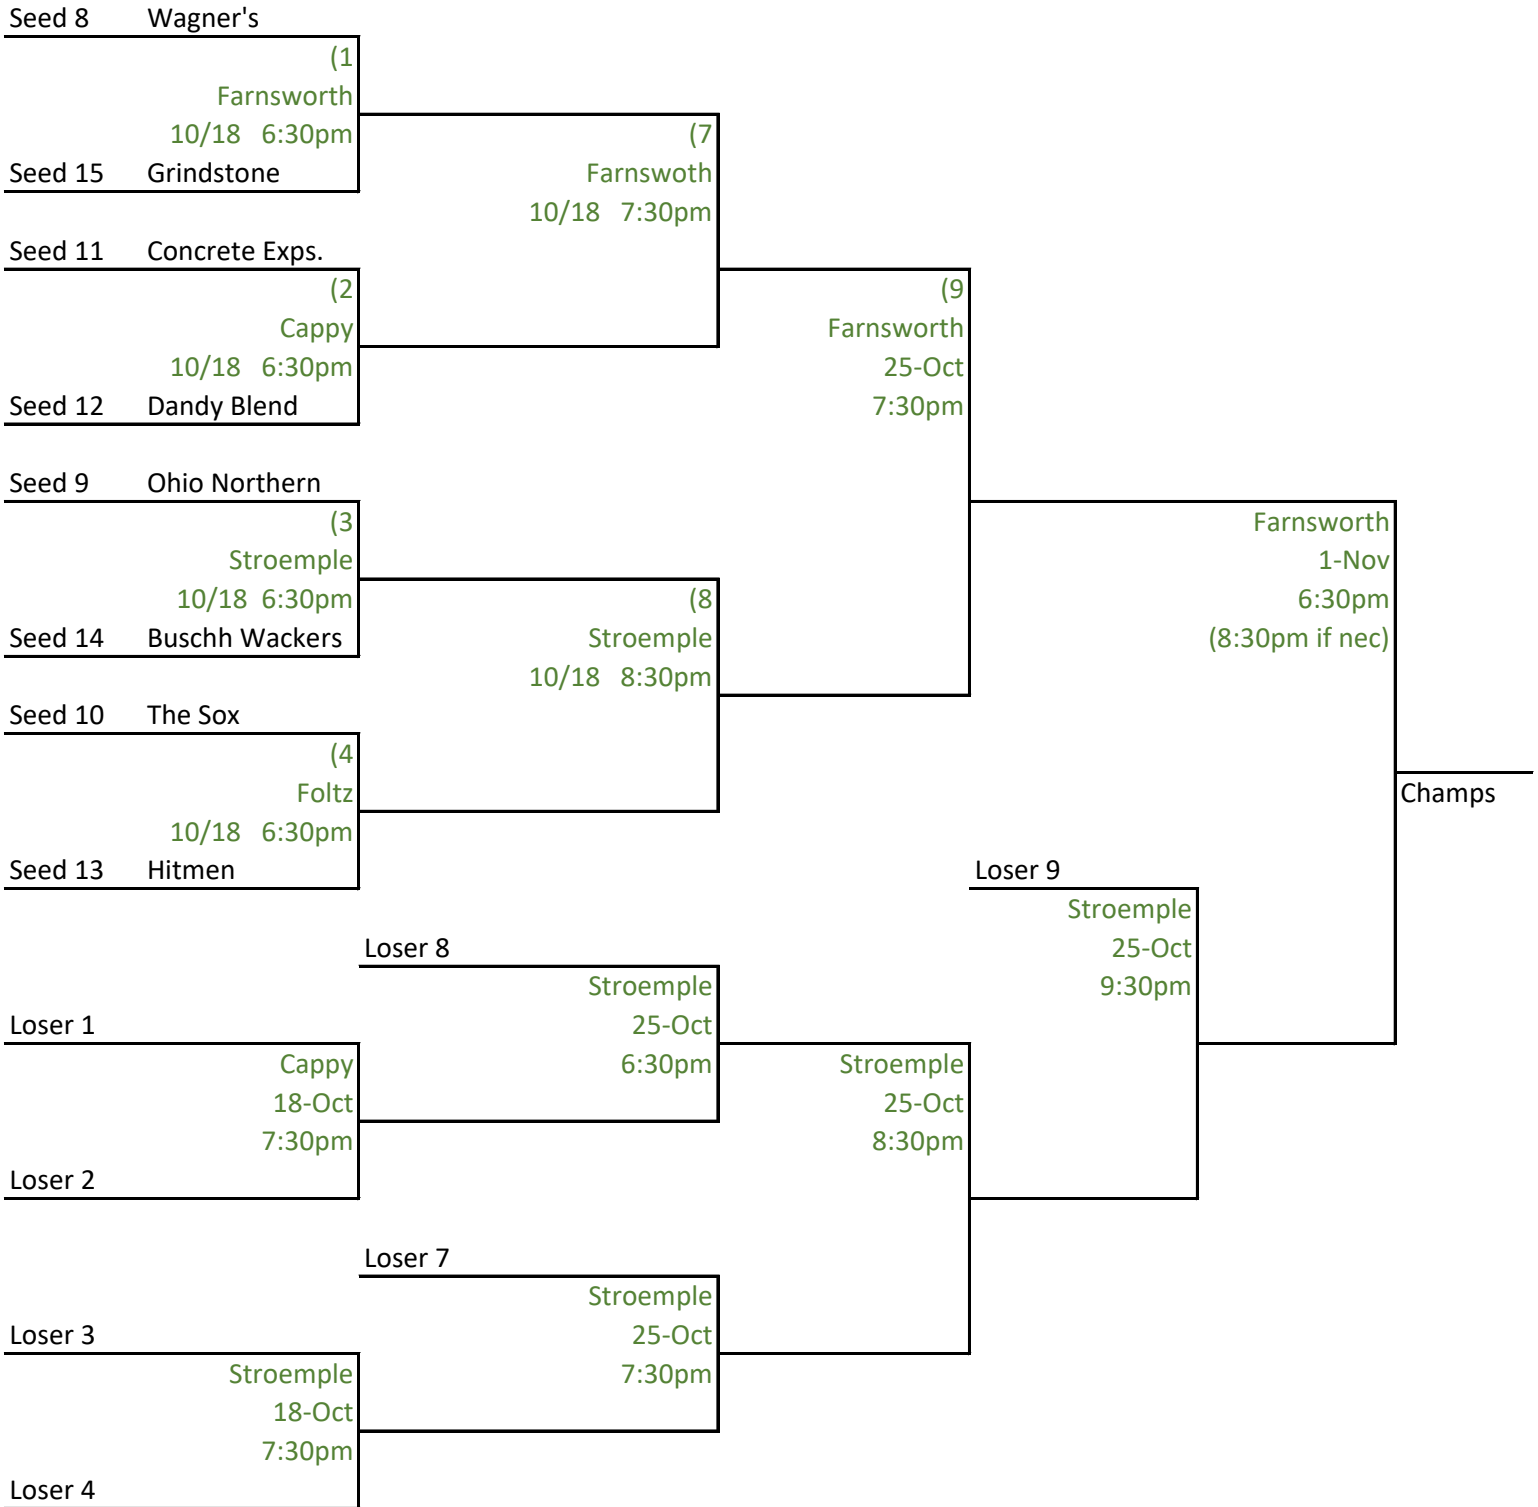 Seed 8 Wagner's
(1
Farnsworth
10/18 6:30pm
Seed 15 Grindstone
(7
Farnswoth
10/18 7:30pm
Seed 11 Concrete Exps.
(2
Cappy
10/18 6:30pm
Seed 12 Dandy Blend
(9
Farnsworth
25-Oct
7:30pm
Seed 9 Ohio Northern
(3
Stroemple
10/18 6:30pm
Seed 14 Buschh Wackers
(8
Stroemple
10/18 8:30pm
Seed 10 The Sox
(4
Foltz
10/18 6:30pm
Seed 13 Hitmen
Farnsworth
1-Nov
6:30pm
(8:30pm if nec)
Champs
Loser 9
Stroemple
25-Oct
9:30pm
Loser 8
Stroemple
25-Oct
6:30pm
Loser 1
Cappy
18-Oct
7:30pm
Loser 2
Stroemple
25-Oct
8:30pm
Loser 7
Stroemple
25-Oct
7:30pm
Loser 3
Stroemple
18-Oct
7:30pm
Loser 4